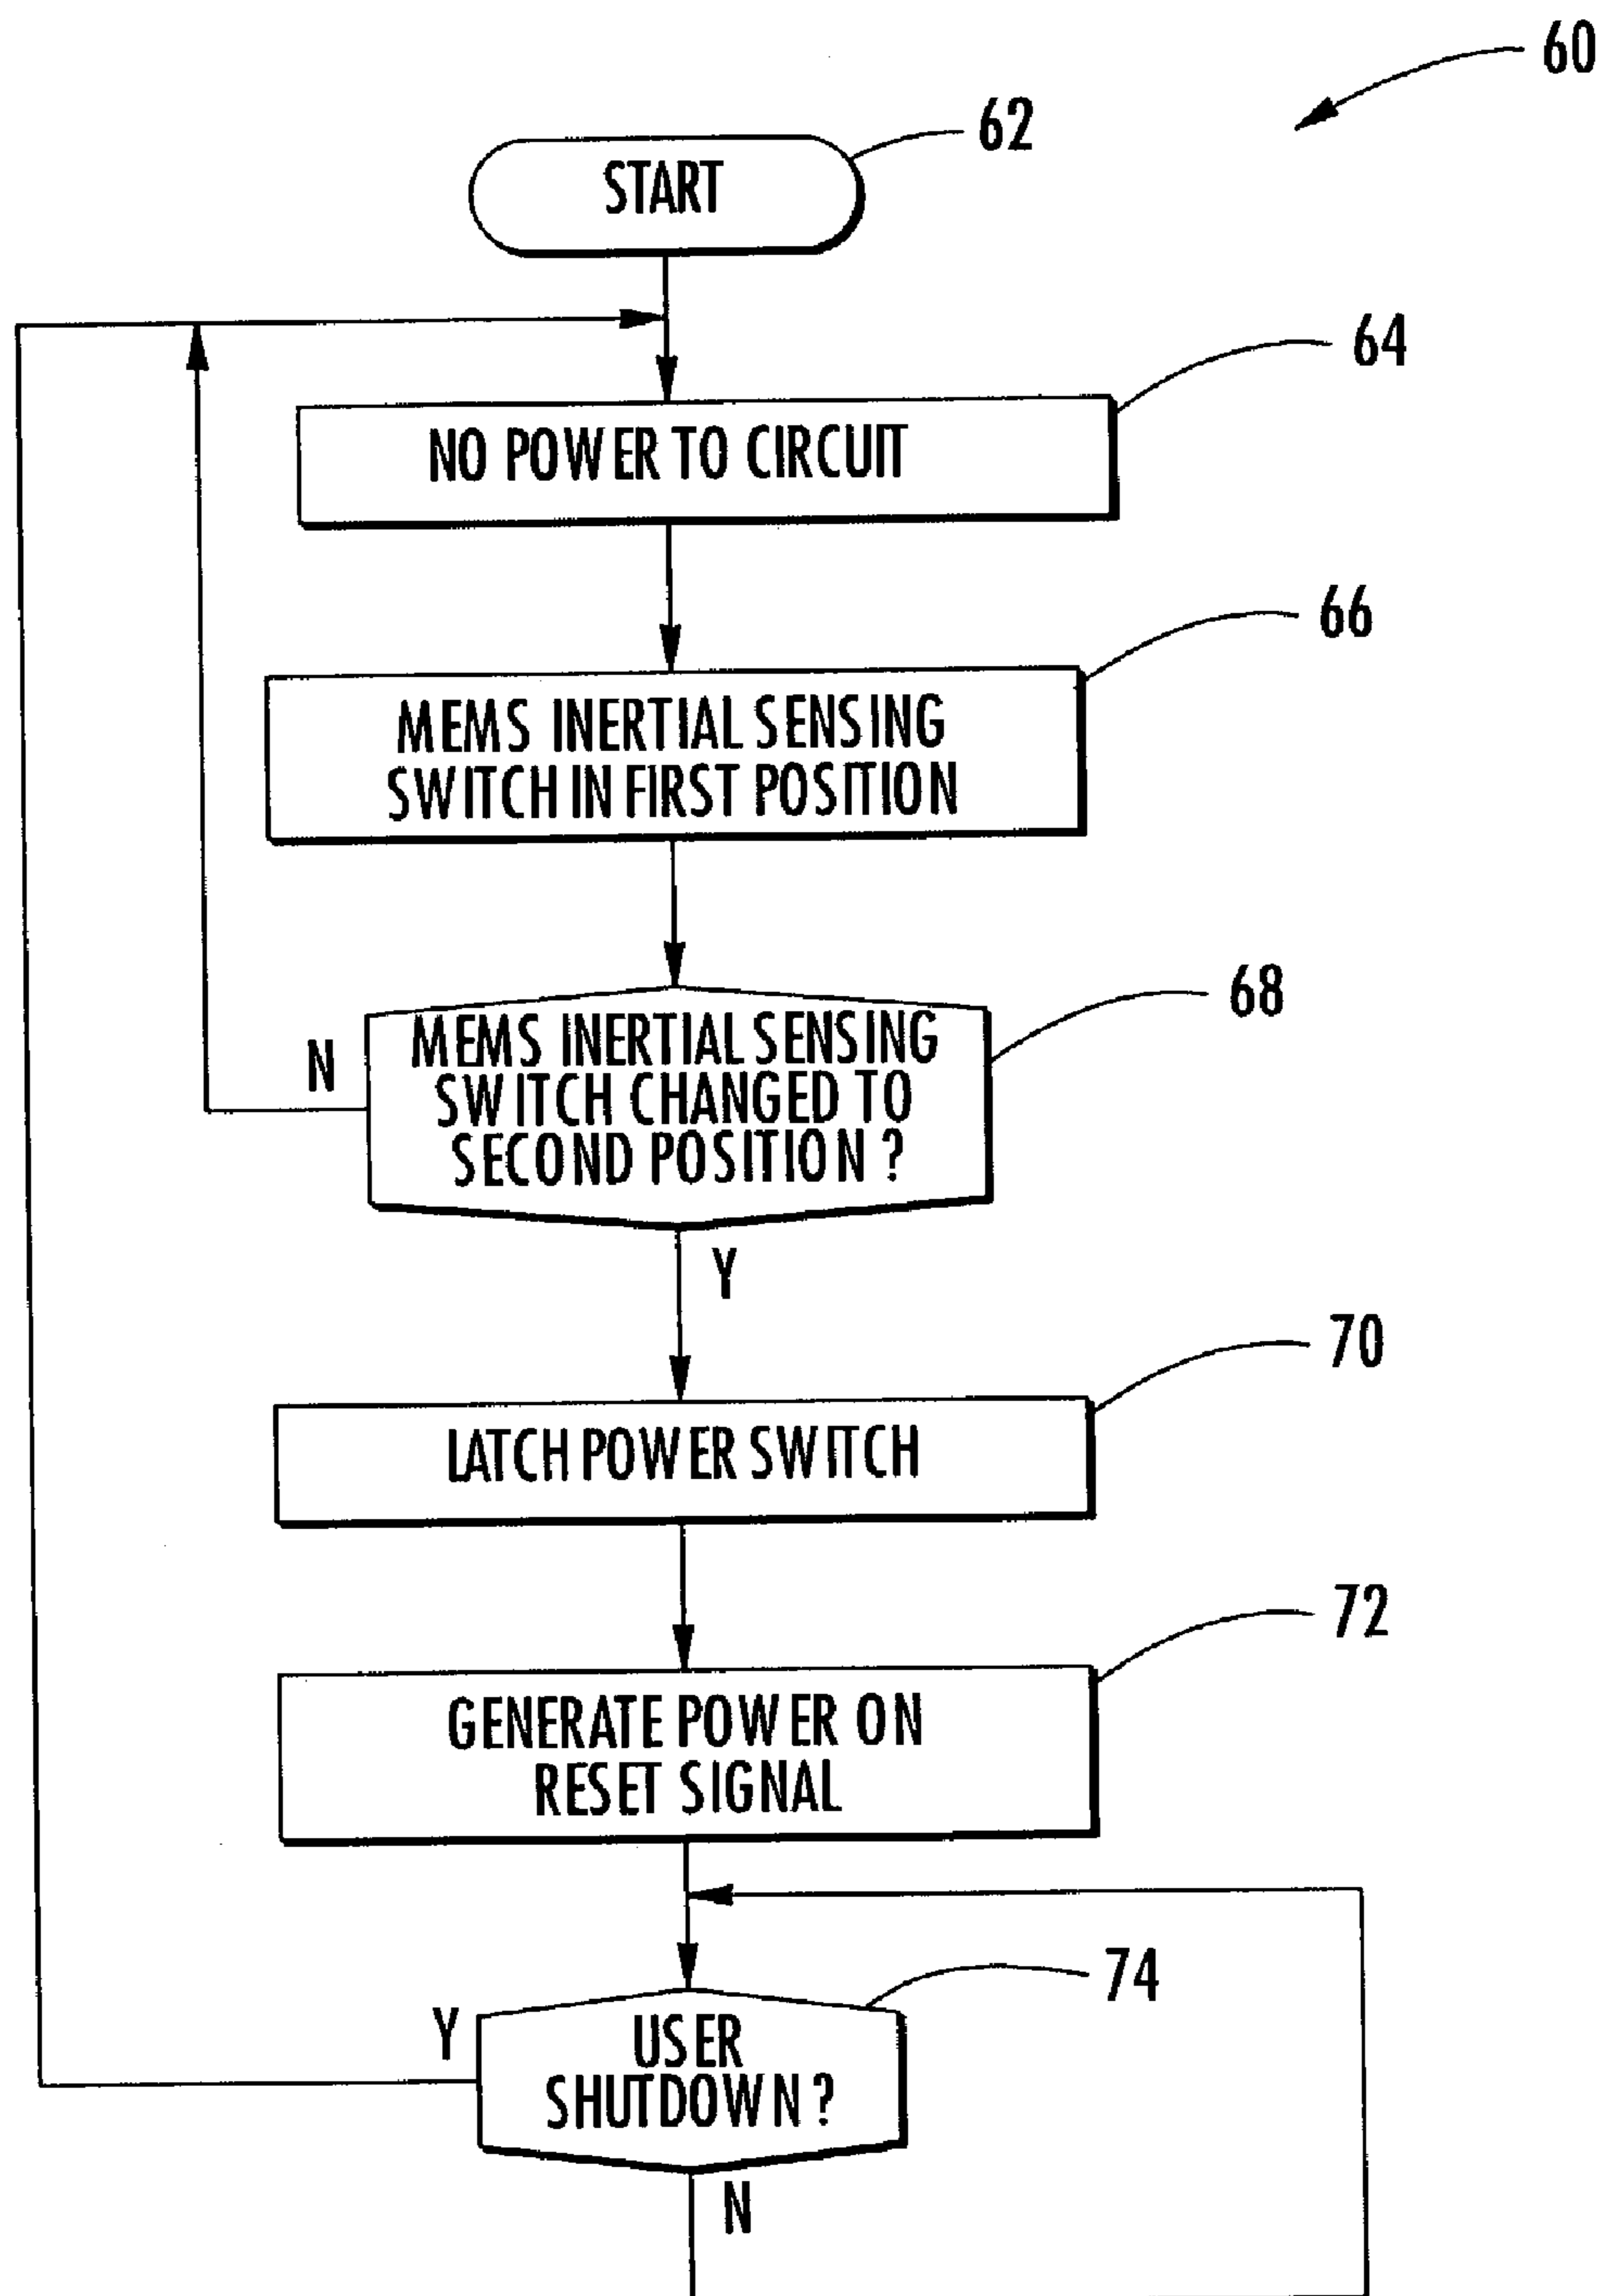 60
62
START
64
NO POWER TO CIRCUIT
66
MEMS INERTIAL SENSING
SWITCH IN FIRST POSITION
68
N
MEMS INERTIAL SENSING
SWITCH CHANGED TO
SECOND POSITION ?
Y
70
LATCH POWER SWITCH
72
GENERATE POWER ON
RESET SIGNAL
74
Y
USER
SHUTDOWN ?
N